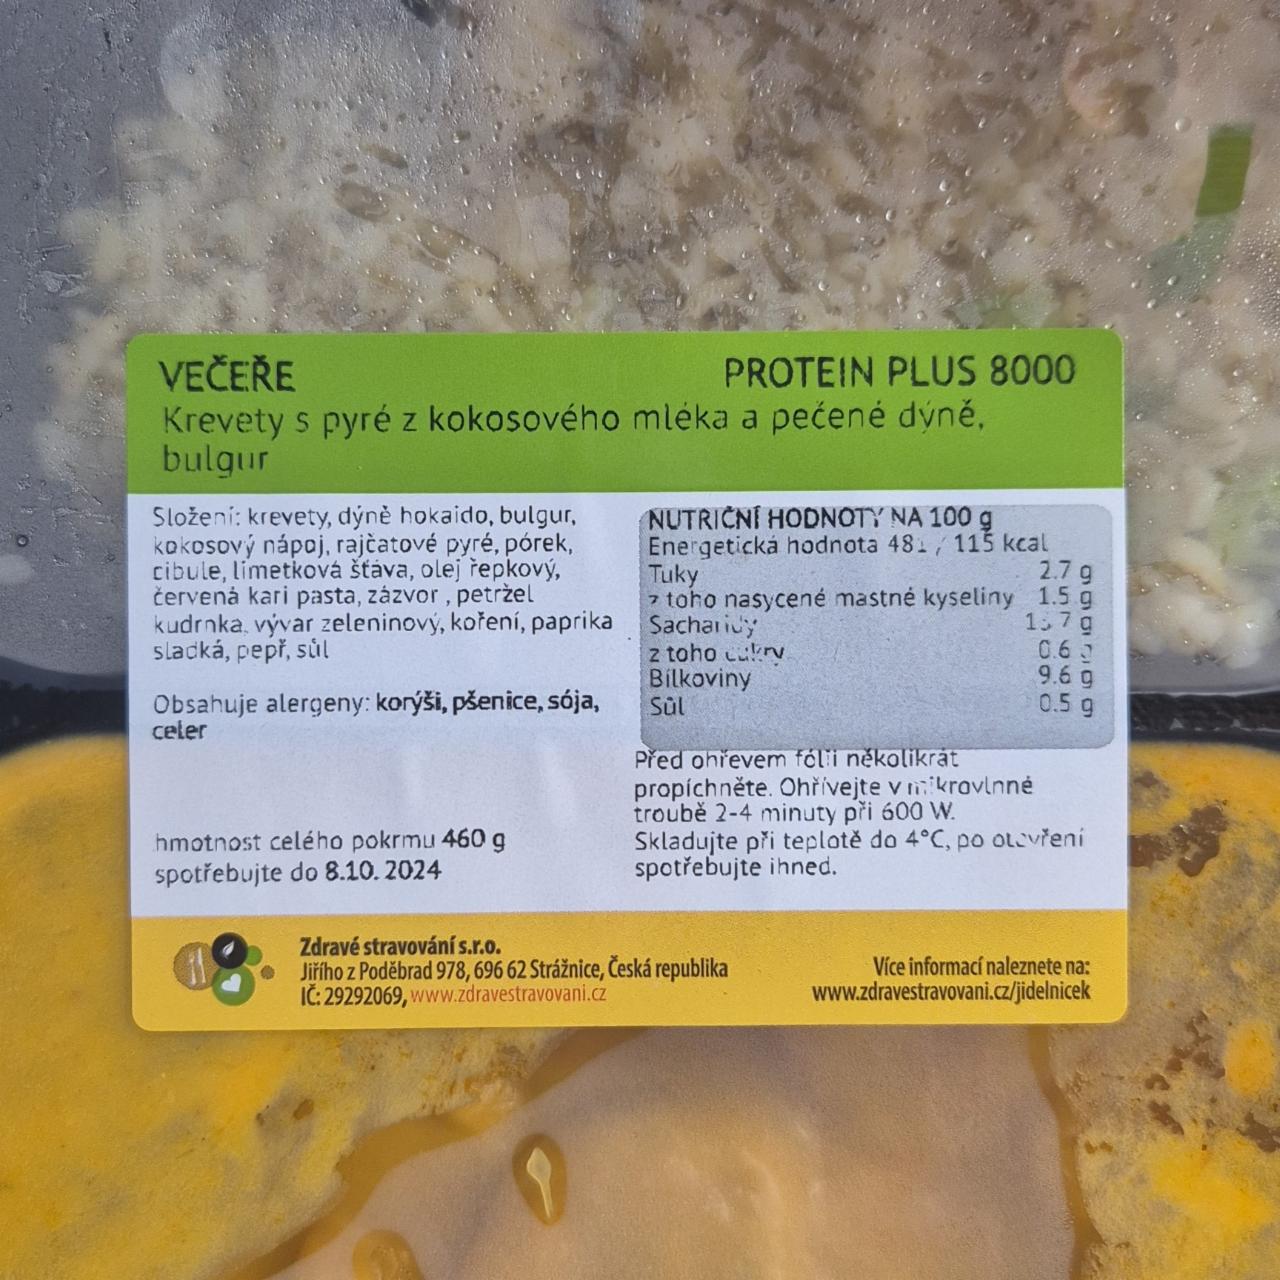 VEČEŘE PROTEIN PLUS 8000
Krevety s pyré z kokosového mléka a pečené dýně,
bulgur
Složení: krevety, dýně hokaido, bulgur,
kokosový nápoj, rajčatové pyré, pórek,
cibule, limetková šťáva, olej řepkový,
červená kari pasta, zázvor , petržel
kudrnka, vývar zeleninový, koření, paprika
sladká, pepř, sůl
Obsahuje alergeny: korýši, pšenice, sója,
celer
hmotnost celého pokrmu 460 g
spotřebujte do 8.10. 2024
NUTRIČNÍ HODNOTY NA 100 g
Energetická hodnota / 115 kcal
Tuky 2.7 g
z toho nasycené mastné kyseliny 1.5 g
Sacharidy g
z toho cukry 0.6 g
Bílkoviny 9.6 g
Sůl 0.5 g
Před ohřevem fólii několikrát
propíchněte. Ohřívejte v mikrovlnné
troubě 2-4 minuty při 600 W.
Skladujte při teplotě do 4°C, po otevření
spotřebujte ihned.
Zdravé stravování s.r.o.
Jiřího z Poděbrad 978, 696 62 Strážnice, Česká republika
IČ: 29292069, www.zdravestravovani.cz
Více informací naleznete na:
www.zdravestravovani.cz/jidelnicek